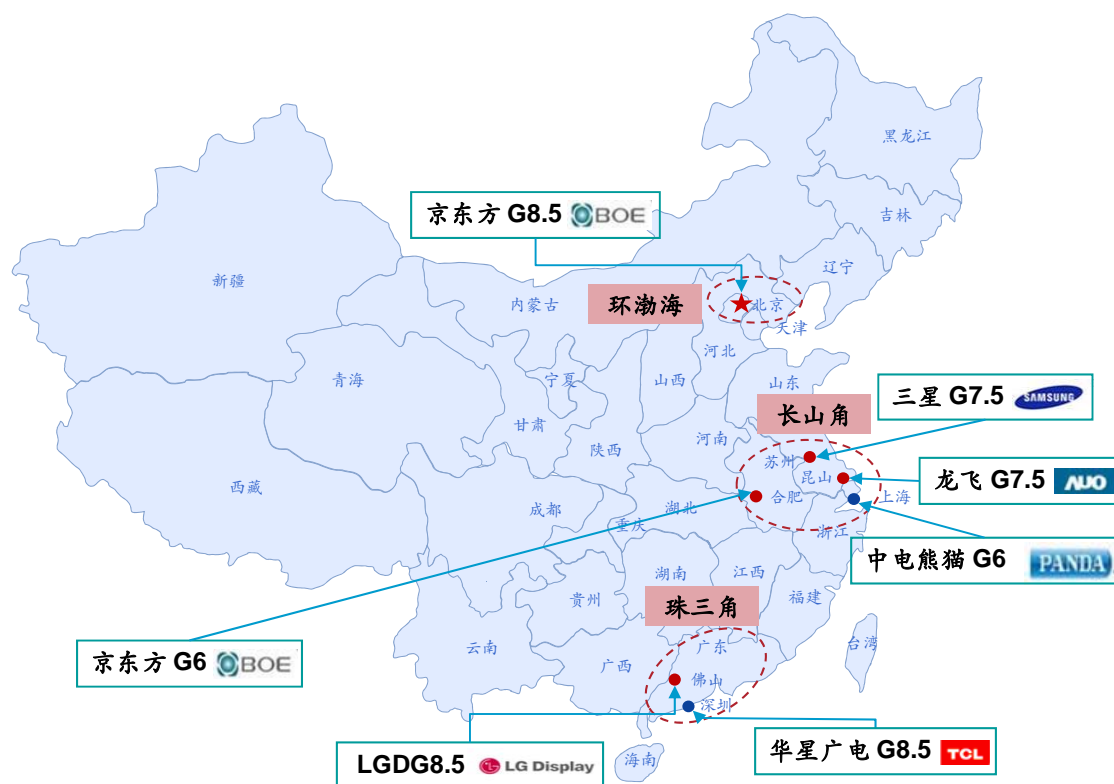 黑龙江
京东方 G8.5 BOE
吉林
辽宁
新疆
内蒙古
环渤海
北京
天津
河北
青海
宁夏
山西
山东
三星 G7.5 SAMSUNG
长山角
甘肃
陕西
河南
苏州
昆山
龙飞 G7.5 AUO
西藏
成都
湖北
合肥
上海
重庆
浙江
中电熊猫 G6 PANDA
湖南
江西
贵州
福建
珠三角
云南
广东
台湾
京东方 G6 BOE
广西
佛山
深圳
LGDG8.5 LG Display
海南
华星广电 G8.5 TCL